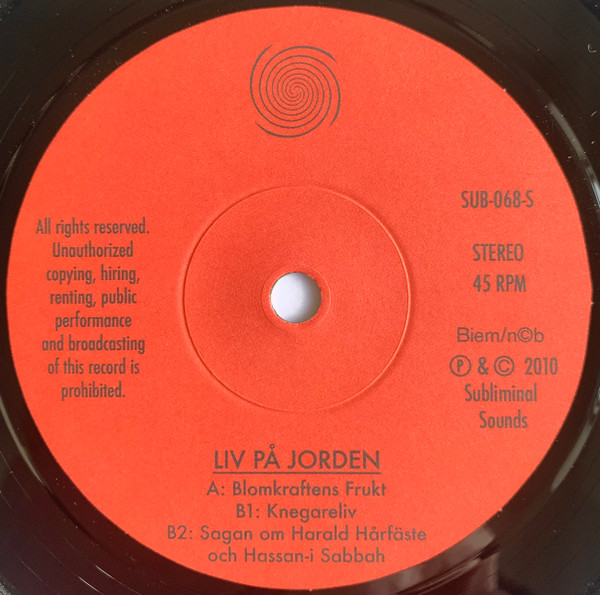 SUB-068-S
All rights reserved.
Unauthorized
copying, hiring,
renting, public
performance
and broadcasting
of this record is
prohibited.
STEREO
45 RPM
Biem/n©b
Ⓟ & © 2010
Subliminal
Sounds
LIV PÅ JORDEN
A: Blomkraftens Frukt
B1: Knegareliv
B2: Sagan om Harald Hårfäste
och Hassan-i Sabbah